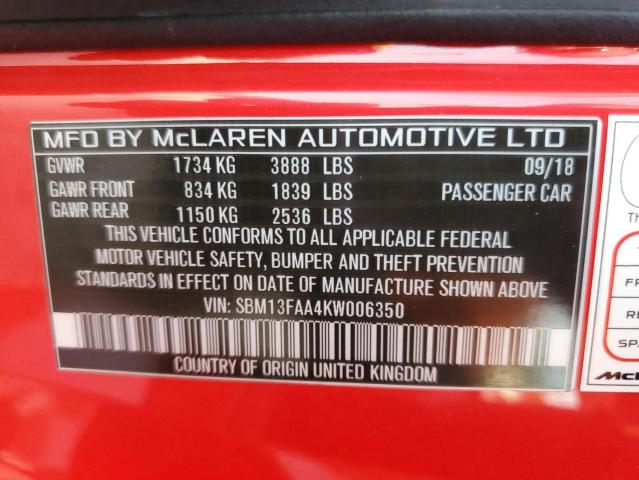 MFD BY McLAREN AUTOMOTIVE LTD
GVWR 1734 KG 3888 LBS 09/18
GAWR FRONT 834 KG 1839 LBS PASSENGER CAR
GAWR REAR 1150 KG 2536 LBS
THIS VEHICLE CONFORMS TO ALL APPLICABLE FEDERAL
MOTOR VEHICLE SAFETY, BUMPER AND THEFT PREVENTION
STANDARDS IN EFFECT ON DATE OF MANUFACTURE SHOWN ABOVE
VIN: SBM13FAA4KW006350
COUNTRY OF ORIGIN UNITED KINGDOM